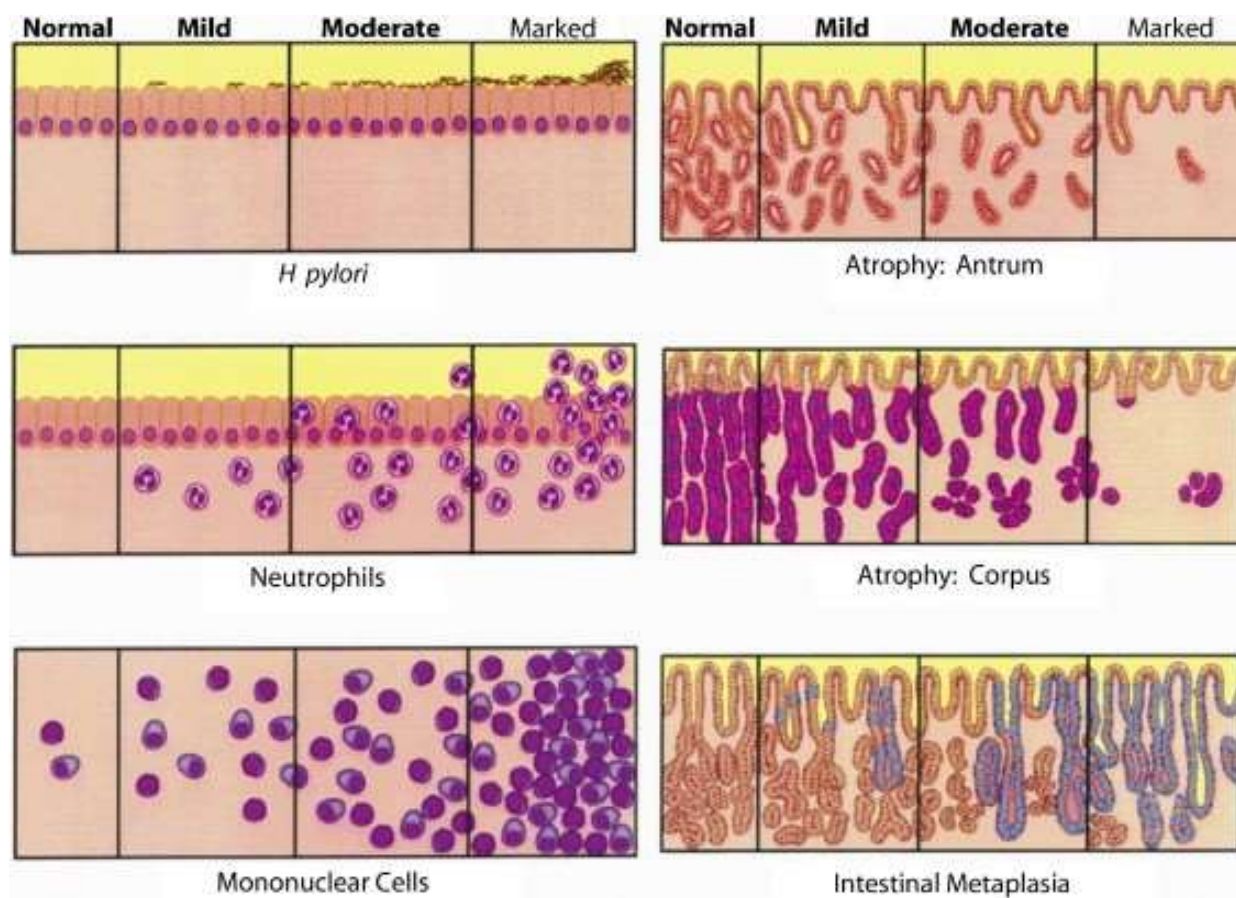 Normal Mild Moderate Marked
Normal Mild Moderate Marked
H pylori
Atrophy: Antrum
Neutrophils
Atrophy: Corpus
Mononuclear Cells
Intestinal Metaplasia